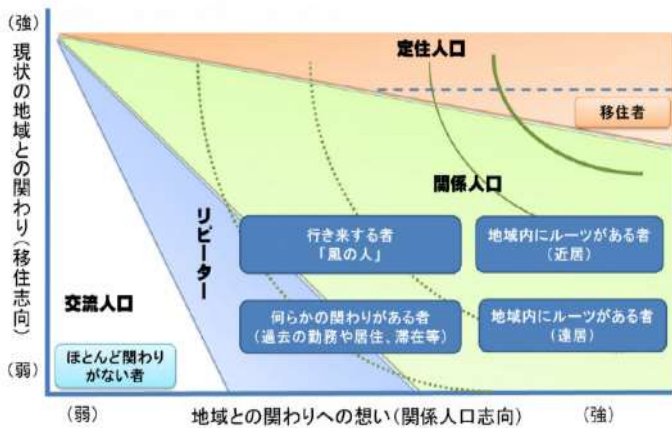 (強)
現状の地域との関わり(移住志向)
(弱)
定住人口
移住者
関係人口
リピーター
行き来する者
「風の人」
地域内にルーツがある者
(近居)
交流人口
何らかの関わりがある者
(過去の勤務や居住、滞在等)
地域内にルーツがある者
(遠居)
ほとんど関わり
がない者
(弱)
地域との関わりへの想い(関係人口志向)
(強)